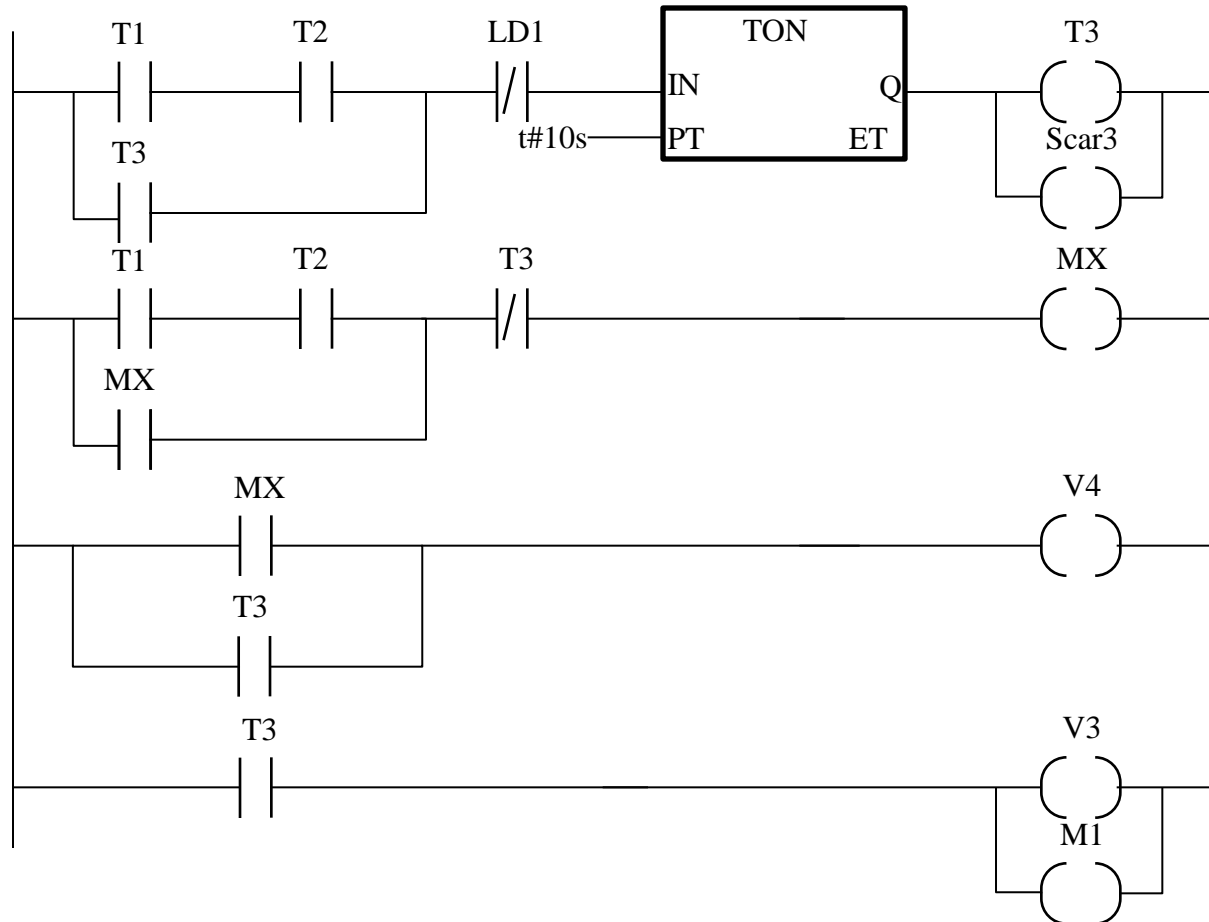 T1 T2 LD1 TON T3
IN Q
t#10s PT ET Scar3
T3
T1 T2 T3 MX
MX
MX V4
T3
T3 V3
M1